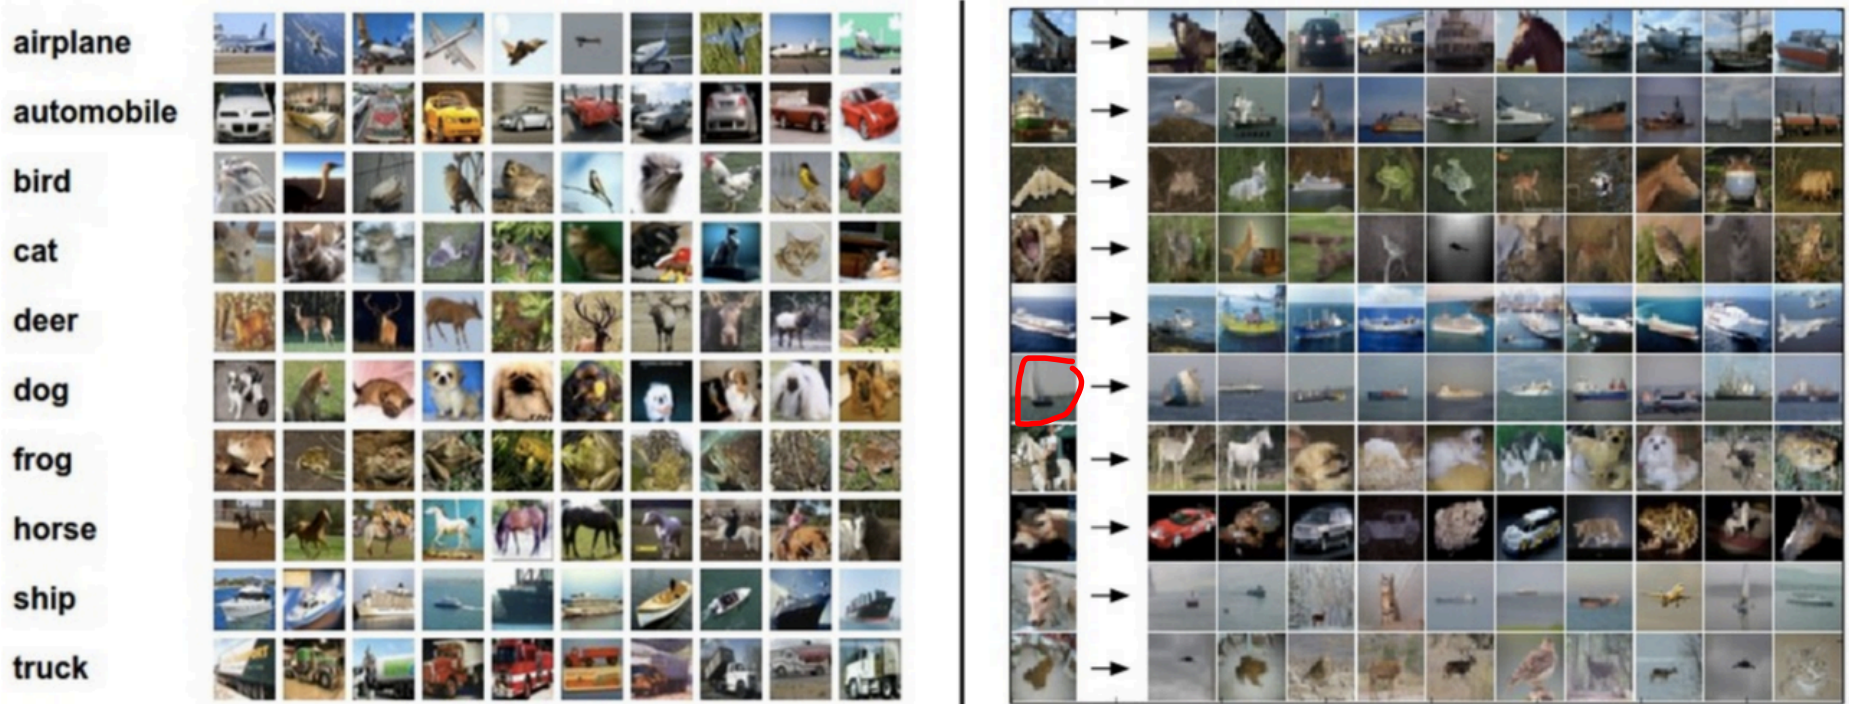 airplane
automobile
bird
cat
deer
dog
frog
horse
ship
truck